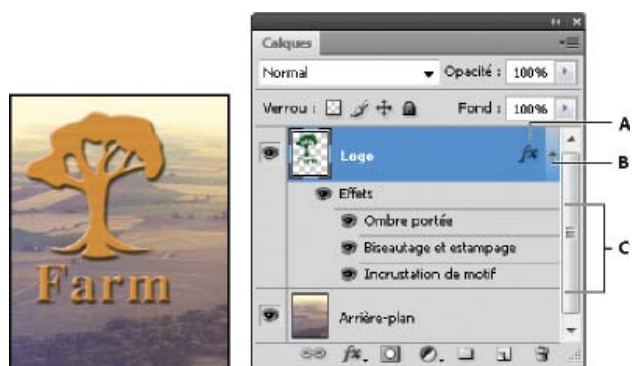 Farm
Calques
Normal Opacité : 100%
Verrou : Fond : 100%
A
Logo fx
B
Effets
Ombre portée
C
Biseautage et estampage
Incrustation de motif
Arrière-plan
fx.